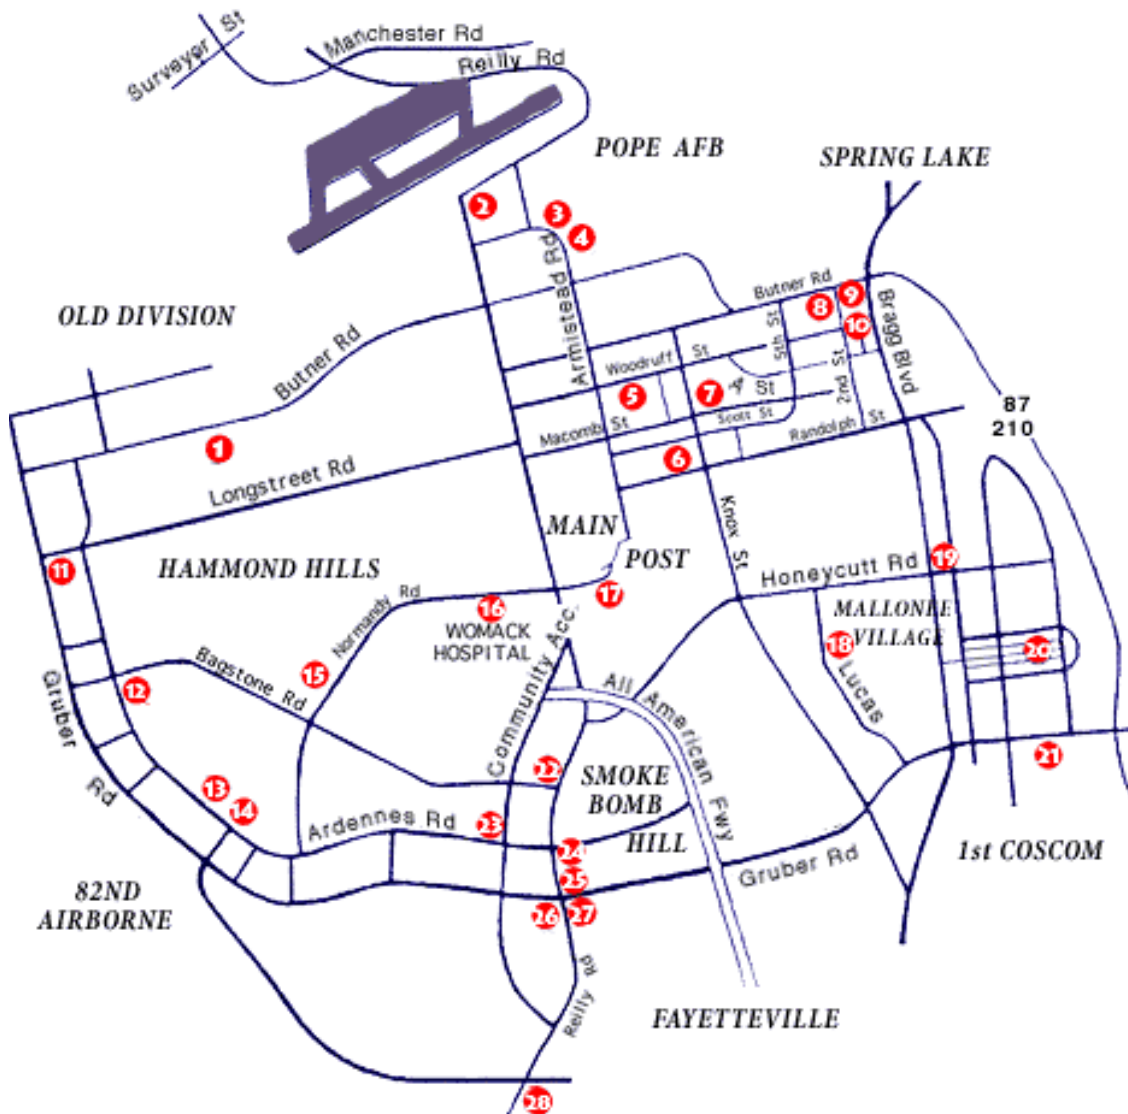 Surveyor St
Manchester Rd
Reilly Rd
POPE AFB
SPRING LAKE
2
3
4
Armistead Rd
OLD DIVISION
Butner Rd
Butner Rd
8
9
10
Bragg Blvd
5th St
2nd St
Woodruff St
5
7
A St
Scott St
Macomb St
Randolph St
6
87
210
1
Longstreet Rd
MAIN
POST
Knox St
11
HAMMOND HILLS
Honeycutt Rd
19
Normandy Rd
16
17
WOMACK
HOSPITAL
Community Acc.
MALLONEE
VILLAGE
18
20
Lucas
15
Bagstone Rd
12
Gruber Rd
All American Fwy
21
22
SMOKE
BOMB
HILL
13
14
Ardennes Rd
23
24
25
26
27
Gruber Rd
1st COSCOM
82ND
AIRBORNE
Reilly Rd
FAYETTEVILLE
28